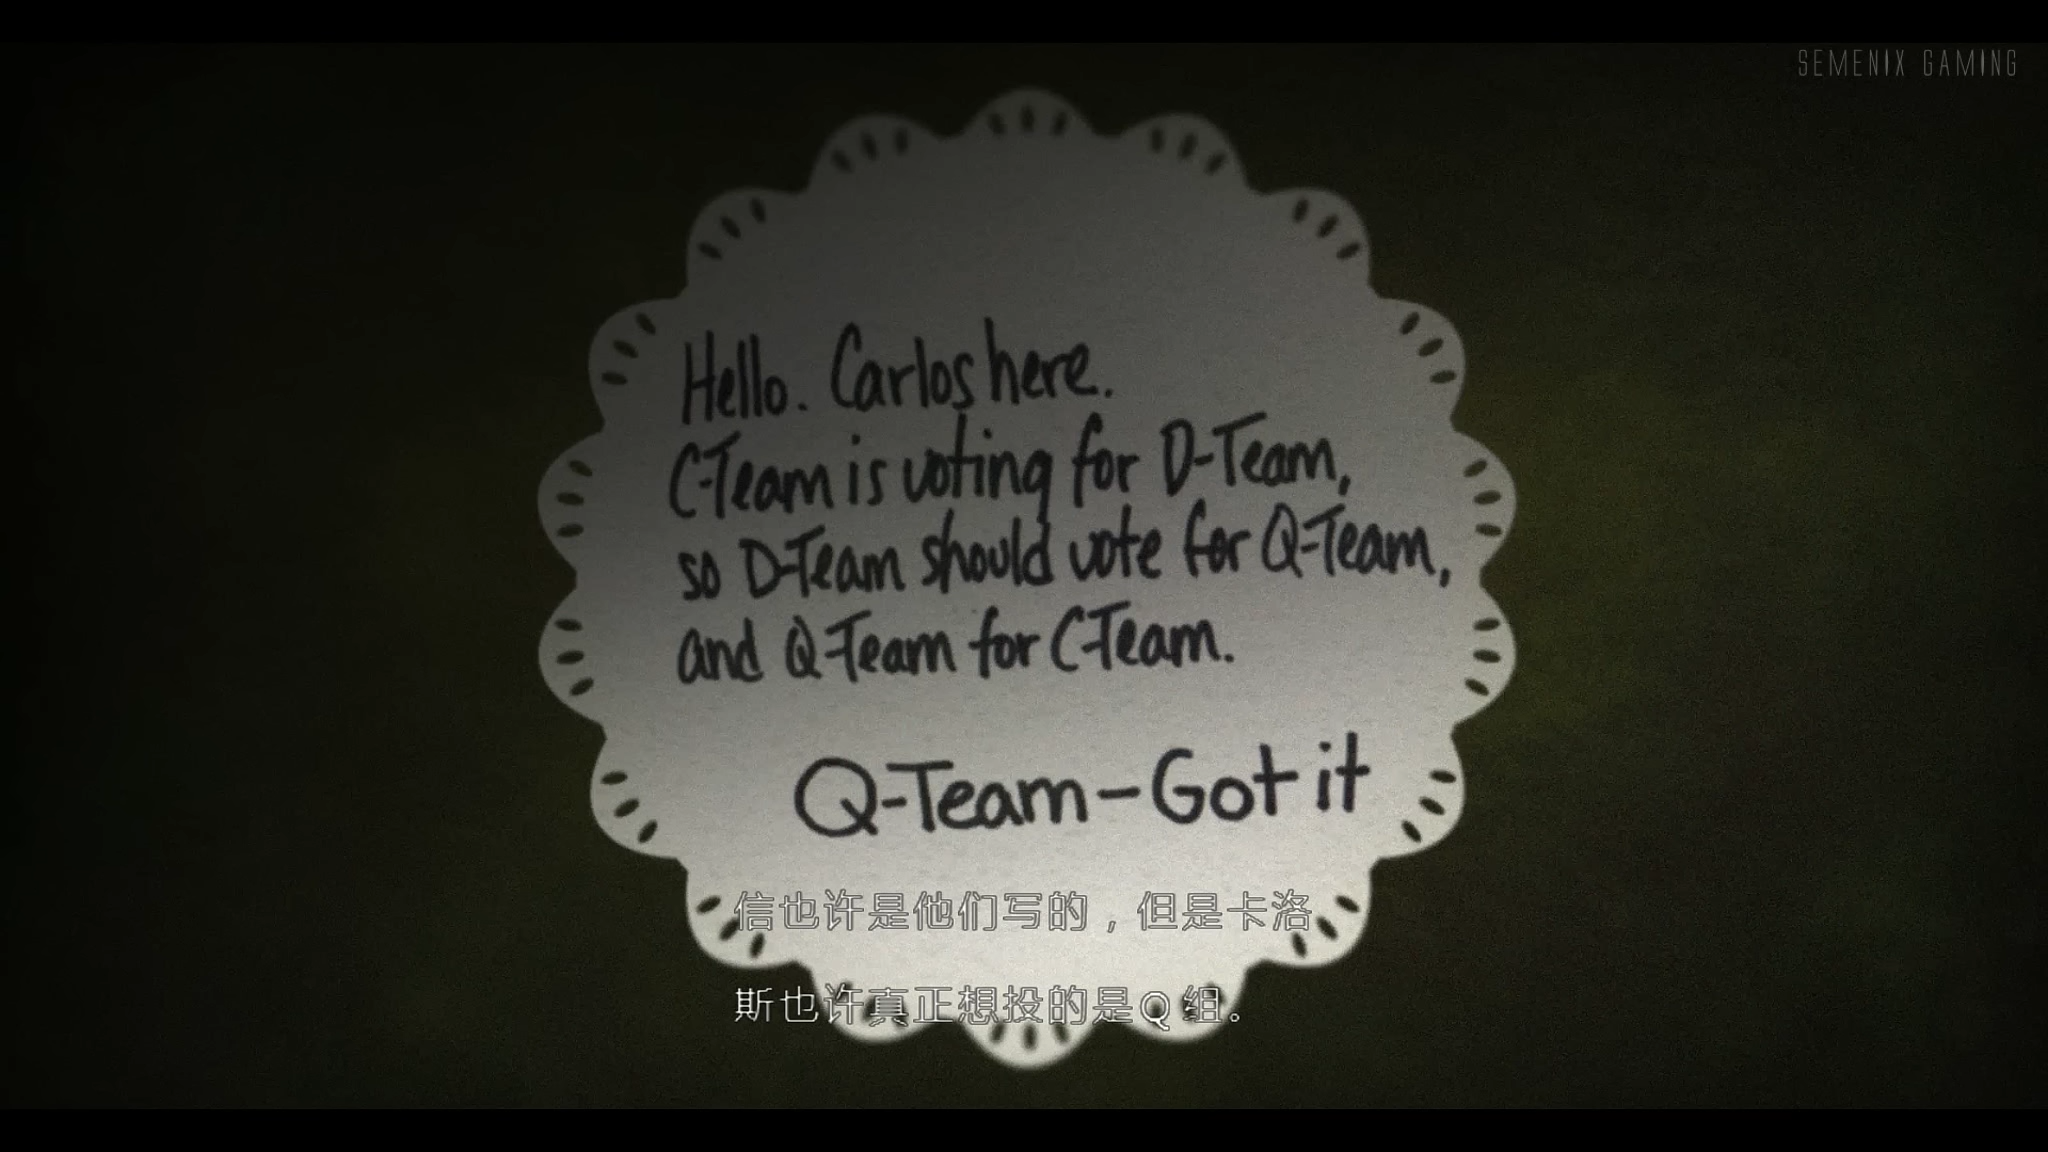 SEMENIX GAMING
Hello. Carlos here.
C-Team is voting for D-Team,
so D-Team should vote for Q-Team,
and Q-Team for C-Team.
Q-Team-Got it
信也许是他们写的，但是卡洛
斯也许真正想投的是Q 组。